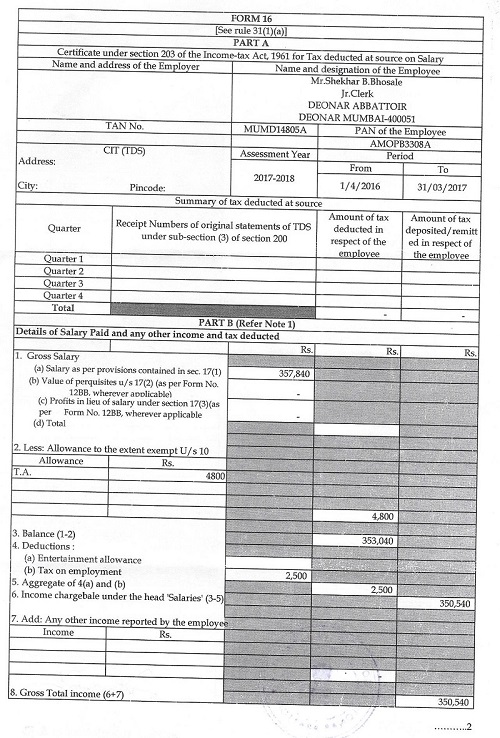 FORM 16
[See rule 31(1)(a)]
PART A
Certificate under section 203 of the Income-tax Act, 1961 for Tax deducted at source on Salary
Name and address of the Employer Name and designation of the Employee
Mr.Shekhar B.Bhosale
Jr.Clerk
DEONAR ABBATTOIR
DEONAR MUMBAI-400051
TAN No. MUMD14805A PAN of the Employee
AMOPB3308A
CIT (TDS) Assessment Year Period
Address: From To
2017-2018
City: Pincode: 1/4/2016 31/03/2017
Summary of tax deducted at source
Quarter Receipt Numbers of original statements of TDS under sub-section (3) of section 200 Amount of tax deducted in respect of the employee Amount of tax deposited/remitt ed in respect of the employee
Quarter 1
Quarter 2
Quarter 3
Quarter 4
Total - -
PART B (Refer Note 1)
Details of Salary Paid and any other income and tax deducted
Rs. Rs. Rs.
1. Gross Salary
(a) Salary as per provisions contained in sec. 17(1) 357,840
(b) Value of perquisites u/s 17(2) (as per Form No.
12BB, wherever applicable) -
(c) Profits in lieu of salary under section 17(3)(as
per Form No. 12BB, wherever applicable -
(d) Total
2. Less: Allowance to the extent exempt U/s 10
Allowance Rs.
T.A. 4800
4,800
3. Balance (1-2) 353,040
4. Deductions :
(a) Entertainment allowance
(b) Tax on employment 2,500
5. Aggregate of 4(a) and (b) 2,500
6. Income chargebale under the head 'Salaries' (3-5) 350,540
7. Add: Any other income reported by the employee
Income Rs.
-
8. Gross Total income (6+7) 350,540
...........2